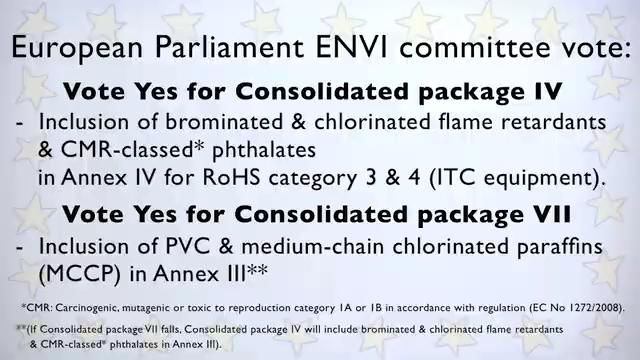 European Parliament ENVI committee vote:
Vote Yes for Consolidated package IV
- Inclusion of brominated & chlorinated flame retardants
& CMR-classed* phthalates
in Annex IV for RoHS category 3 & 4 (ITC equipment).
Vote Yes for Consolidated package VII
- Inclusion of PVC & medium-chain chlorinated paraffins
(MCCP) in Annex III**
*CMR: Carcinogenic, mutagenic or toxic to reproduction category 1A or 1B in accordance with regulation (EC No 1272/2008).
**(If Consolidated package VII falls, Consolidated package IV will include brominated & chlorinated flame retardants
& CMR-classed* phthalates in Annex III).